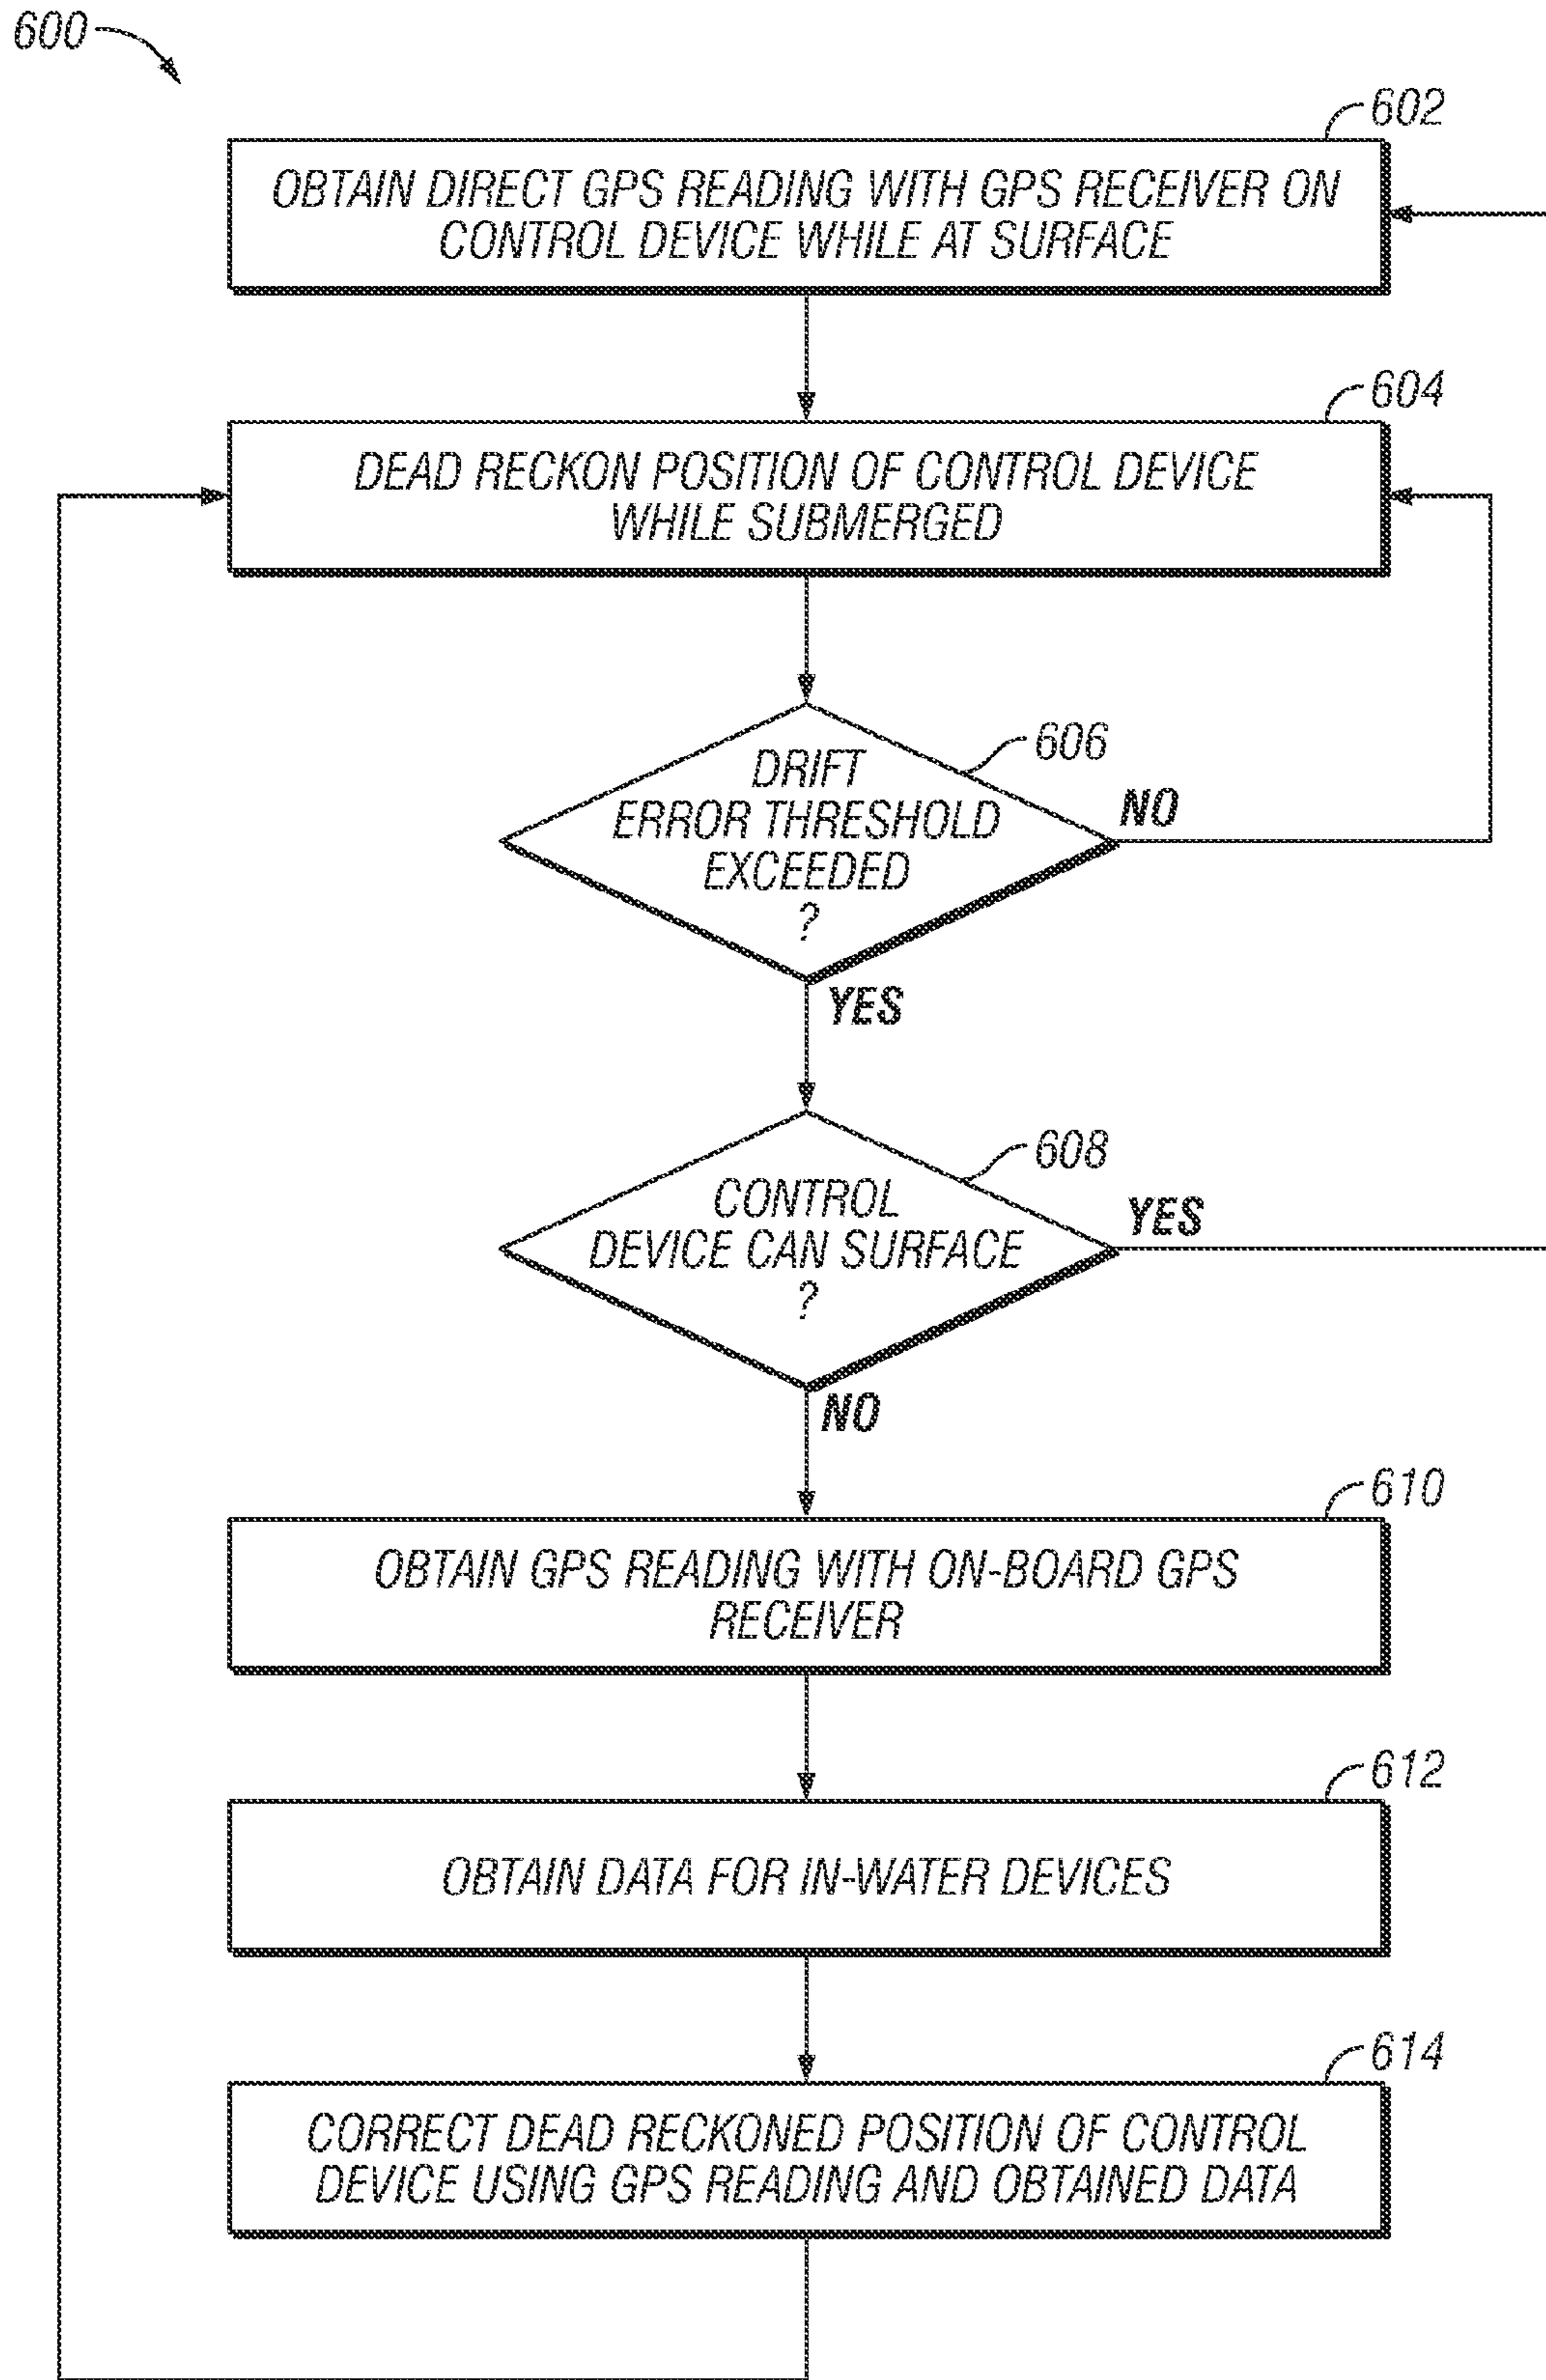 600
602
OBTAIN DIRECT GPS READING WITH GPS RECEIVER ON
CONTROL DEVICE WHILE AT SURFACE
604
DEAD RECKON POSITION OF CONTROL DEVICE
WHILE SUBMERGED
606
DRIFT
ERROR THRESHOLD
EXCEEDED
?
NO
YES
608
CONTROL
DEVICE CAN SURFACE
?
YES
NO
610
OBTAIN GPS READING WITH ON-BOARD GPS
RECEIVER
612
OBTAIN DATA FOR IN-WATER DEVICES
614
CORRECT DEAD RECKONED POSITION OF CONTROL
DEVICE USING GPS READING AND OBTAINED DATA